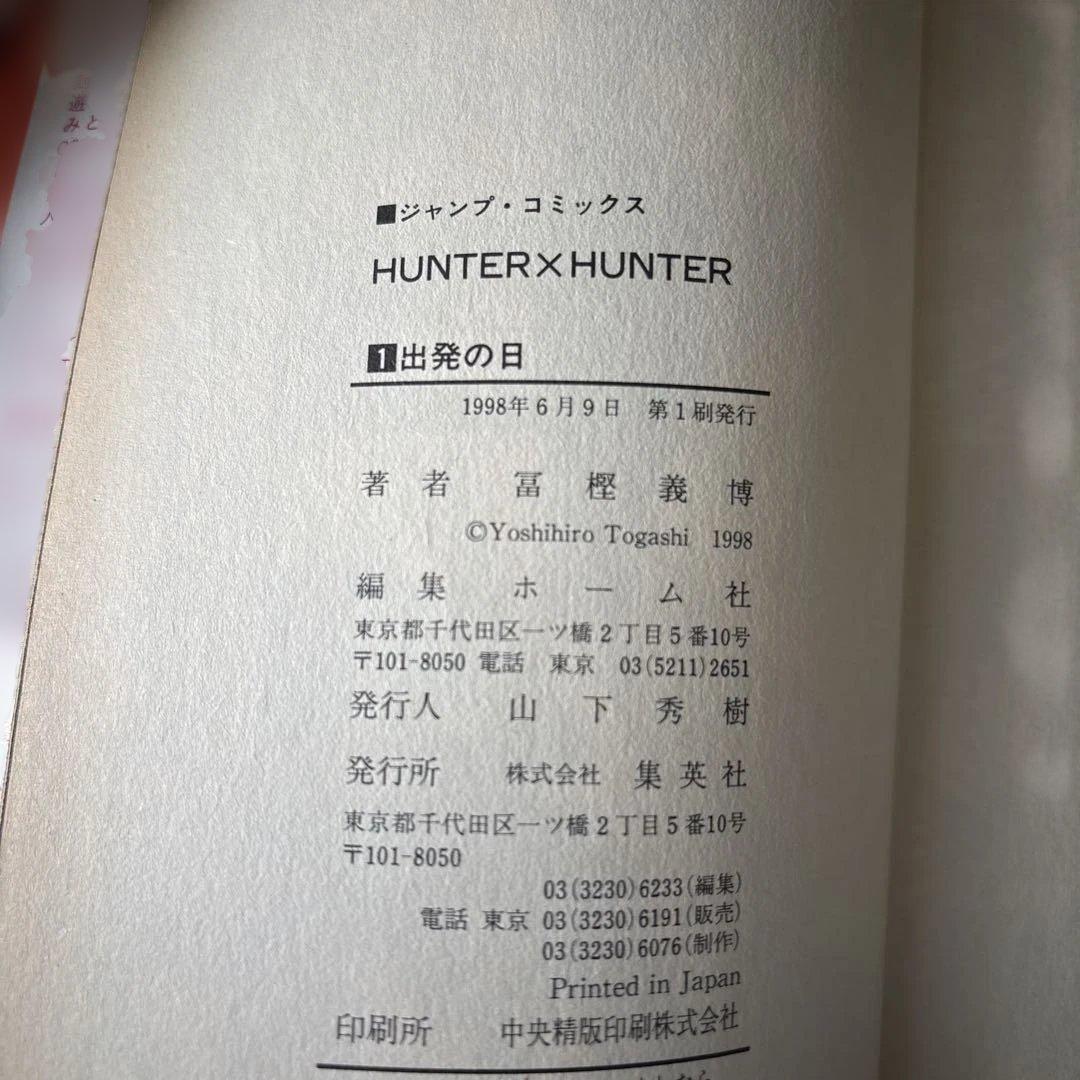 ■ジャンプ・コミックス
HUNTER×HUNTER
1出発の日
1998年6月9日 第1刷発行
著者 冨樫義博
©Yoshihiro Togashi 1998
編集 ホーム社
東京都千代田区一ツ橋2丁目5番10号
〒101-8050 電話 東京 03(5211)2651
発行人 山下秀樹
発行所 株式会社 集英社
東京都千代田区一ツ橋2丁目5番10号
〒101-8050
03(3230)6233(編集)
電話 東京 03(3230)6191(販売)
03(3230)6076(制作)
Printed in Japan
印刷所 中央精版印刷株式会社